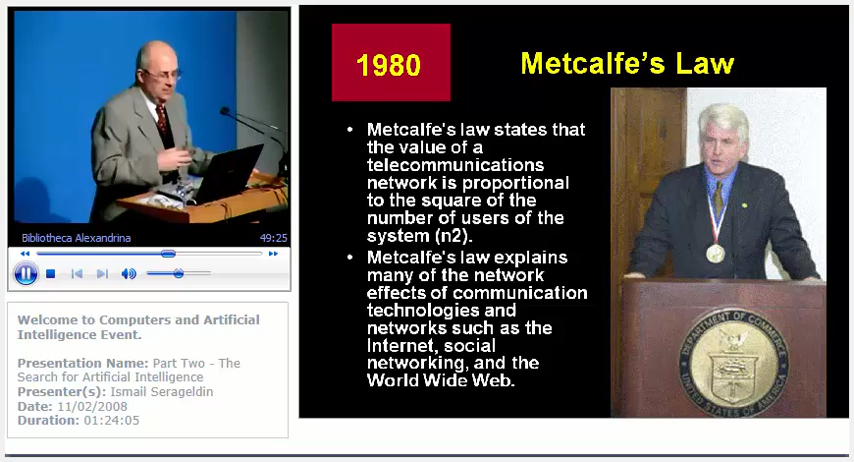 Bibliotheca Alexandrina 49:25
Welcome to Computers and Artificial
Intelligence Event.
Presentation Name: Part Two - The
Search for Artificial Intelligence
Presenter(s): Ismail Serageldin
Date: 11/02/2008
Duration: 01:24:05
1980
Metcalfe's Law
• Metcalfe's law states that
the value of a
telecommunications
network is proportional
to the square of the
number of users of the
system (n2).
• Metcalfe's law explains
many of the network
effects of communication
technologies and
networks such as the
Internet, social
networking, and the
World Wide Web.
DEPARTMENT OF COMMERCE
UNITED STATES OF AMERICA